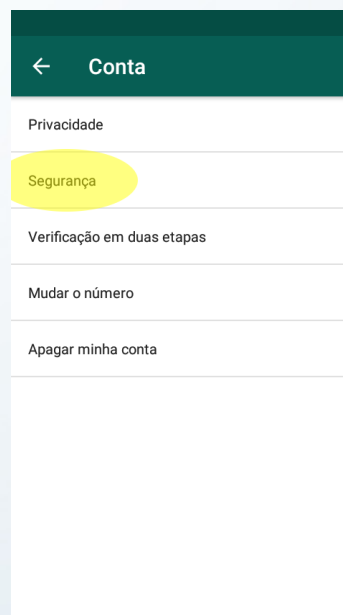 Conta
Privacidade
Segurança
Verificação em duas etapas
Mudar o número
Apagar minha conta